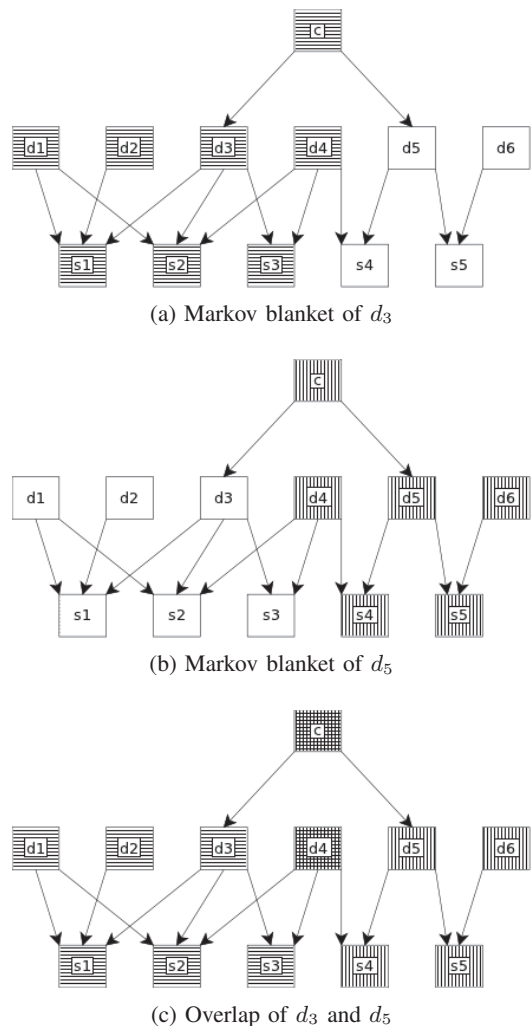 c
d1 d2 d3 d4 d5 d6
s1 s2 s3 s4 s5
(a) Markov blanket of d3
c
d1 d2 d3 d4 d5 d6
s1 s2 s3 s4 s5
(b) Markov blanket of d5
c
d1 d2 d3 d4 d5 d6
s1 s2 s3 s4 s5
(c) Overlap of d3 and d5